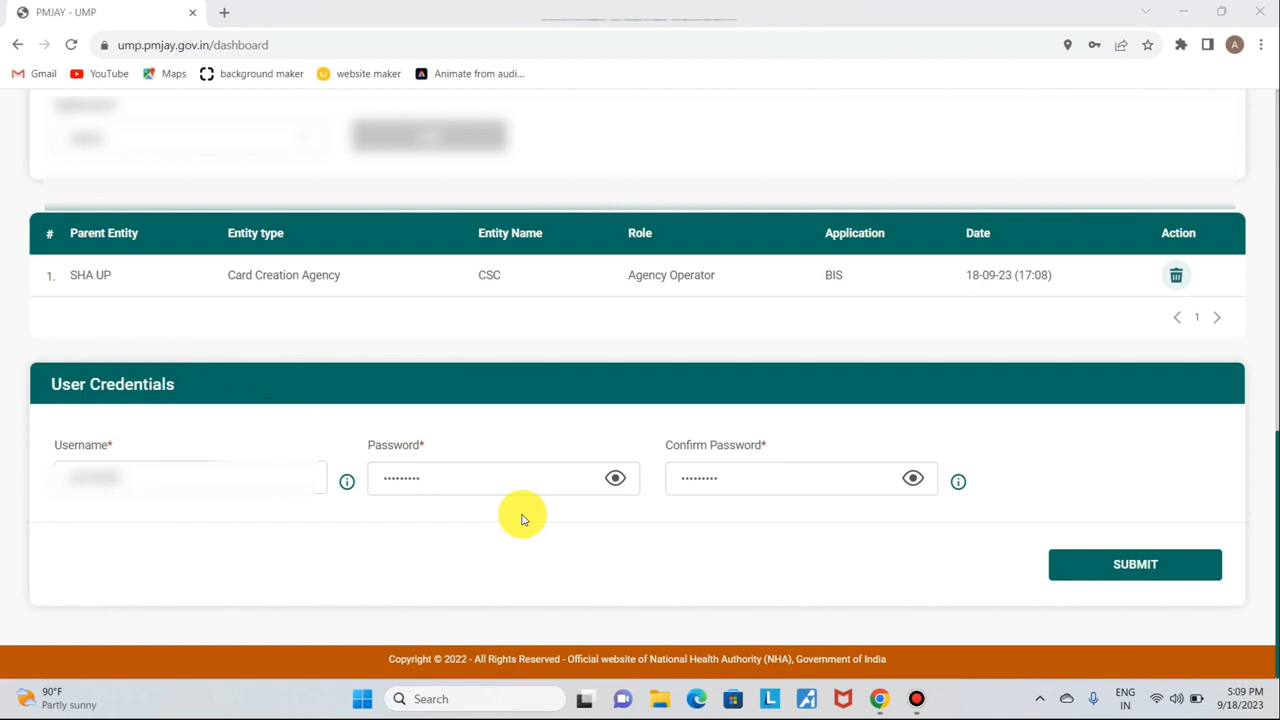 PMJAY - UMP
ump.pmjay.gov.in/dashboard
A
Gmail YouTube Maps background maker website maker Animate from audi...
# Parent Entity Entity type Entity Name Role Application Date Action
1. SHA UP Card Creation Agency CSC Agency Operator BIS 18-09-23 (17:08)
1
User Credentials
Username* Password* Confirm Password*
SUBMIT
Copyright © 2022 - All Rights Reserved - Official website of National Health Authority (NHA), Government of India
90°F
Partly sunny
Search
ENG
IN
5:09 PM
9/18/2023